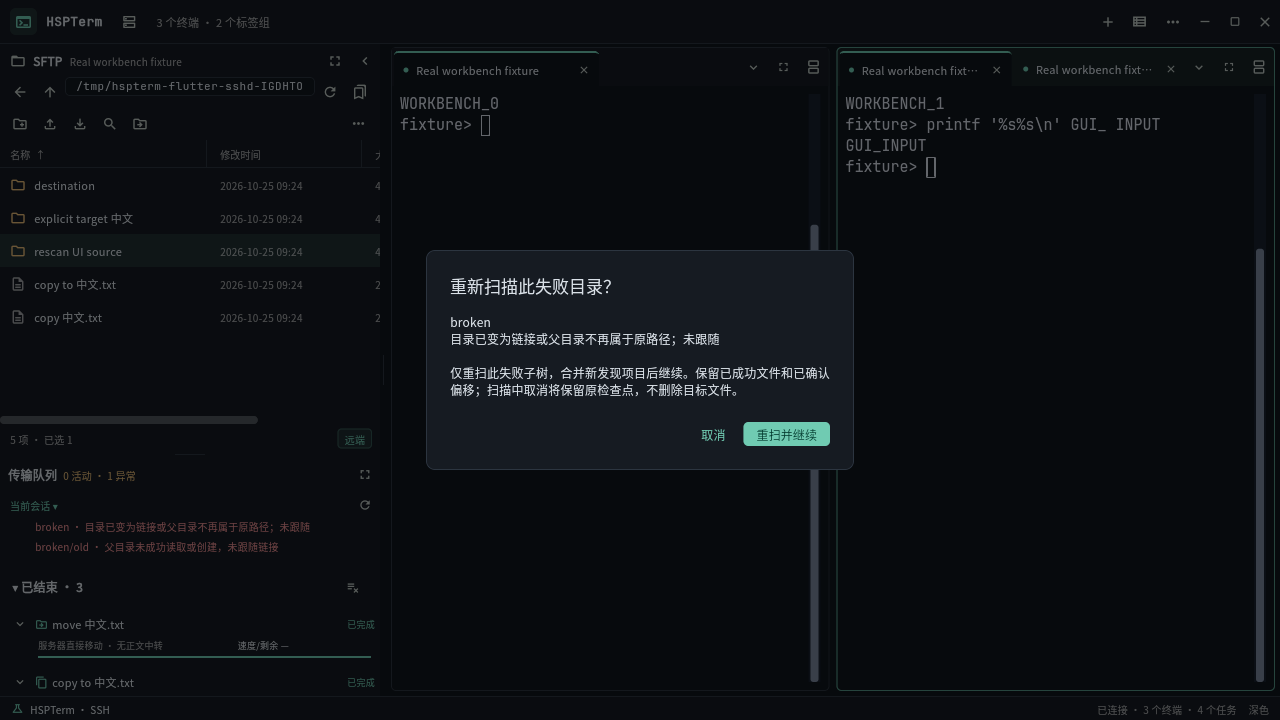 HSPTerm
3 个终端 · 2 个标签组
SFTP Real workbench fixture
/tmp/hspterm-flutter-sshd-IGDHTO
名称 ↑ 修改时间
destination 2026-10-25 09:24 4
explicit target 中文 2026-10-25 09:24 4
rescan UI source 2026-10-25 09:24 4
copy to 中文.txt 2026-10-25 09:24 2
copy 中文.txt 2026-10-25 09:24 2
5 项 · 已选 1 远端
传输队列 0 活动 · 1 异常
当前会话 ▾
broken · 目录已变为链接或父目录不再属于原路径；未跟随
broken/old · 父目录未成功读取或创建，未跟随链接
▾ 已结束 · 3
move 中文.txt 已完成
服务器直接移动 · 无正文中转 速度/剩余 —
copy to 中文.txt 已完成
Real workbench fixture
WORKBENCH_0
fixture>
Real workbench fixt···
Real workbench fixt···
WORKBENCH_1
fixture> printf '%s%s\n' GUI_ INPUT
GUI_INPUT
fixture>
重新扫描此失败目录？
broken
目录已变为链接或父目录不再属于原路径；未跟随
仅重扫此失败子树，合并新发现项目后继续。保留已成功文件和已确认
偏移；扫描中取消将保留原检查点，不删除目标文件。
取消 重扫并继续
HSPTerm · SSH
已连接 · 3 个终端 · 4 个任务 深色